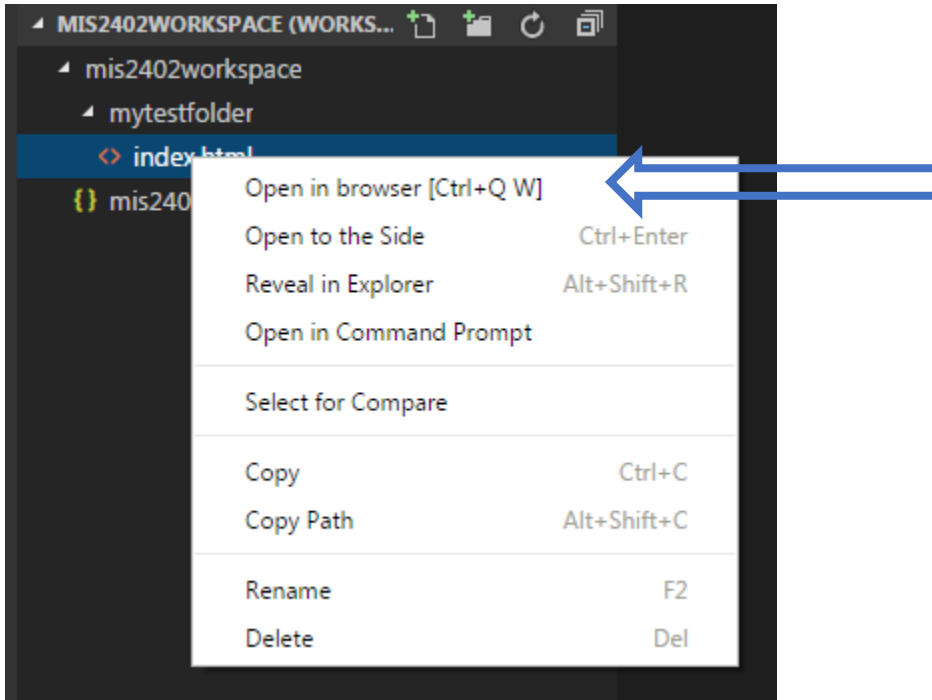 MIS2402WORKSPACE (WORKS...
mis2402workspace
mytestfolder
index.html
{} mis240
Open in browser [Ctrl+Q W]
Open to the Side Ctrl+Enter
Reveal in Explorer Alt+Shift+R
Open in Command Prompt
Select for Compare
Copy Ctrl+C
Copy Path Alt+Shift+C
Rename F2
Delete Del